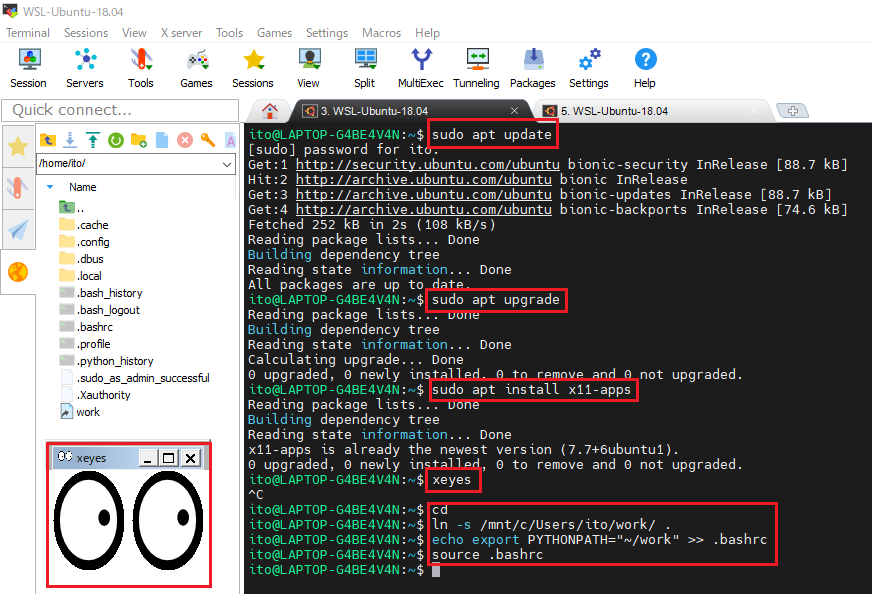 WSL-Ubuntu-18.04
Terminal Sessions View X server Tools Games Settings Macros Help
Session Servers Tools Games Sessions View Split MultiExec Tunneling Packages Settings Help
Quick connect...
3. WSL-Ubuntu-18.04
5. WSL-Ubuntu-18.04
/home/ito/
Name
..
.cache
.config
.dbus
.local
.bash_history
.bash_logout
.bashrc
.profile
.python_history
.sudo_as_admin_successful
.Xauthority
work
xeyes
ito@LAPTOP-G4BE4V4N:~$ sudo apt update
[sudo] password for ito:
Get:1 http://security.ubuntu.com/ubuntu bionic-security InRelease [88.7 kB]
Hit:2 http://archive.ubuntu.com/ubuntu bionic InRelease
Get:3 http://archive.ubuntu.com/ubuntu bionic-updates InRelease [88.7 kB]
Get:4 http://archive.ubuntu.com/ubuntu bionic-backports InRelease [74.6 kB]
Fetched 252 kB in 2s (108 kB/s)
Reading package lists... Done
Building dependency tree
Reading state information... Done
All packages are up to date.
ito@LAPTOP-G4BE4V4N:~$ sudo apt upgrade
Reading package lists... Done
Building dependency tree
Reading state information... Done
Calculating upgrade... Done
0 upgraded, 0 newly installed, 0 to remove and 0 not upgraded.
ito@LAPTOP-G4BE4V4N:~$ sudo apt install x11-apps
Reading package lists... Done
Building dependency tree
Reading state information... Done
x11-apps is already the newest version (7.7+6ubuntu1).
0 upgraded, 0 newly installed, 0 to remove and 0 not upgraded.
ito@LAPTOP-G4BE4V4N:~$ xeyes
^C
ito@LAPTOP-G4BE4V4N:~$ cd
ito@LAPTOP-G4BE4V4N:~$ ln -s /mnt/c/Users/ito/work/ .
ito@LAPTOP-G4BE4V4N:~$ echo export PYTHONPATH="~/work" >> .bashrc
ito@LAPTOP-G4BE4V4N:~$ source .bashrc
ito@LAPTOP-G4BE4V4N:~$